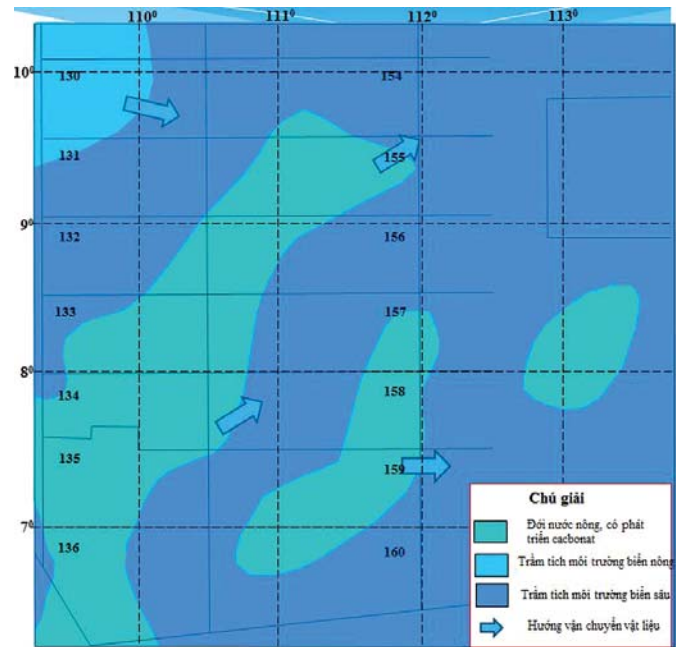 110⁰ 111⁰ 112⁰ 113⁰
10⁰ 130 154
131 155
9⁰ 132 156
133 157
8⁰
134 158
135 159
7⁰
136 160
Chủ giải
Đới nước nông, có phát
triển cacbonat
Trầm tích môi trường biển nông
Trầm tích môi trường biển sâu
Hướng vận chuyển vật liệu